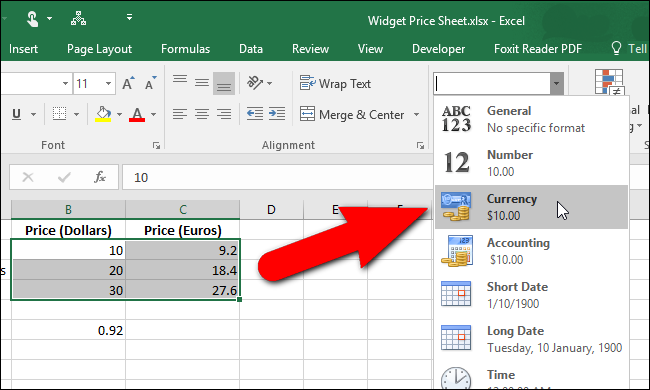 Widget Price Sheet.xlsx - Excel
Insert Page Layout Formulas Data Review View Developer Foxit Reader PDF Tell
11 A A Wrap Text
U A Merge & Center
Font Alignment
fx 10
B C D E F
Price (Dollars) Price (Euros)
10 9.2
s 20 18.4
30 27.6
0.92
ABC
123
General
No specific format
12
Number
10.00
Currency
$10.00
Accounting
$10.00
Short Date
1/10/1900
Long Date
Tuesday, 10 January, 1900
Time